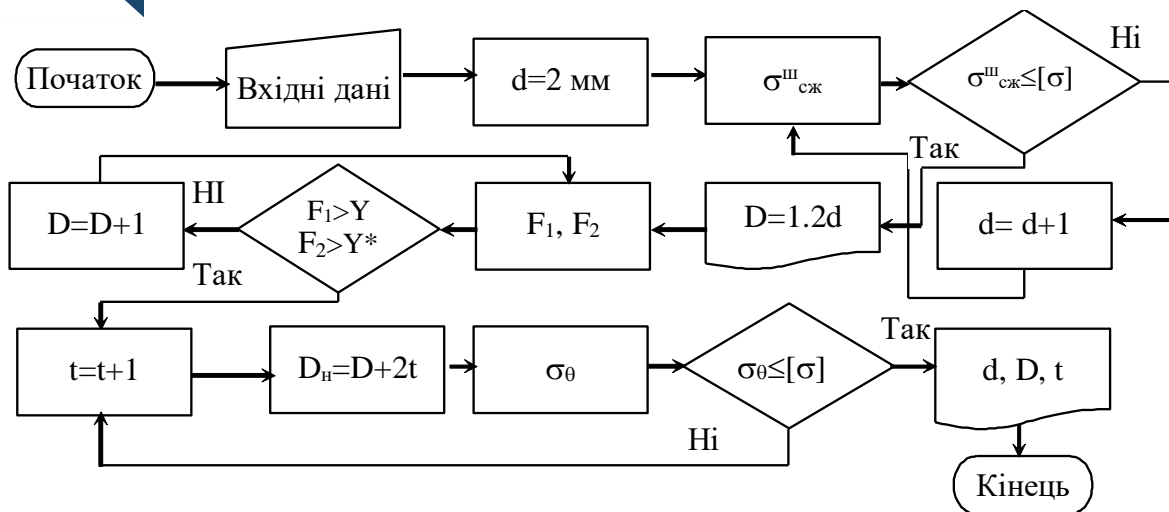 Початок
Вхідні дані
d=2 мм
σᶺшсж
σшсж≤[σ]
Ні
Так
D=D+1
НІ
F₁>Y
F₂>Y*
Так
F₁, F₂
D=1.2d
d= d+1
t=t+1
Dн=D+2t
σθ
σθ≤[σ]
Ні
Так
d, D, t
Кінець